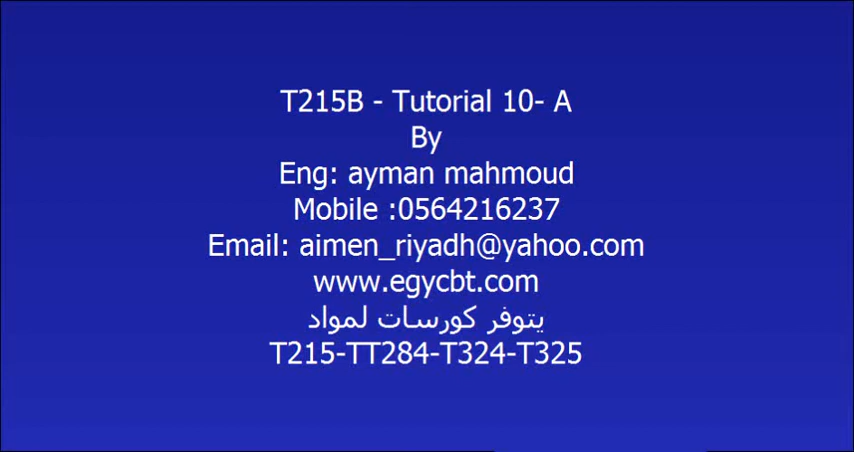 T215B - Tutorial 10- A
By
Eng: ayman mahmoud
Mobile :0564216237
Email: aimen_riyadh@yahoo.com
www.egycbt.com
يتوفر كورسات لمواد
T215-TT284-T324-T325